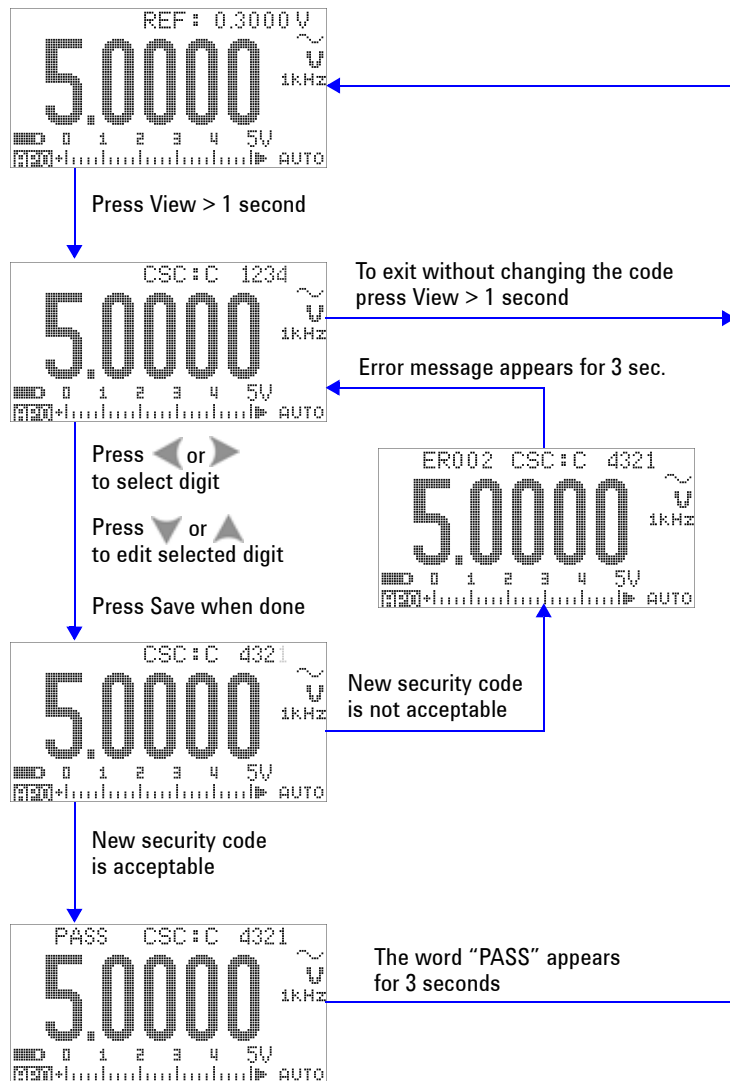 REF: 0.3000 V
5.0000
V
1kHz
0 1 2 3 4 5V
APO AUTO
Press View > 1 second
CSC:C 1234
5.0000
V
1kHz
0 1 2 3 4 5V
APO AUTO
To exit without changing the code
press View > 1 second
Error message appears for 3 sec.
Press or
to select digit
Press or
to edit selected digit
Press Save when done
ER002 CSC:C 4321
5.0000
V
1kHz
0 1 2 3 4 5V
APO AUTO
CSC:C 4321
5.0000
V
1kHz
0 1 2 3 4 5V
APO AUTO
New security code
is not acceptable
New security code
is acceptable
PASS CSC:C 4321
5.0000
V
1kHz
0 1 2 3 4 5V
APO AUTO
The word “PASS” appears
for 3 seconds